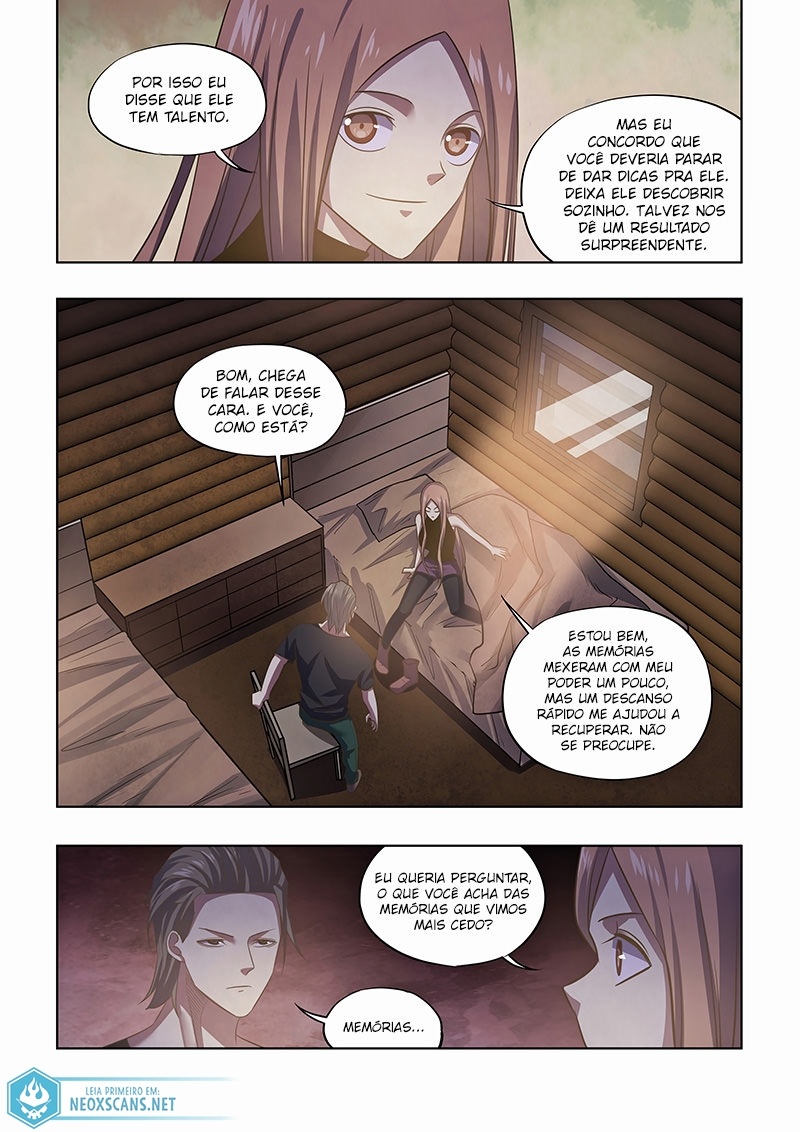 POR ISSO EU
DISSE QUE ELE
TEM TALENTO.
MAS EU
CONCORDO QUE
VOCÊ DEVERIA PARAR
DE DAR DICAS PRA ELE.
DEIXA ELE DESCOBRIR
SOZINHO. TALVEZ NOS
DÊ UM RESULTADO
SURPREENDENTE.
BOM, CHEGA
DE FALAR DESSE
CARA. E VOCÊ,
COMO ESTÁ?
ESTOU BEM,
AS MEMÓRIAS
MEXERAM COM MEU
PODER UM POUCO,
MAS UM DESCANSO
RÁPIDO ME AJUDOU A
RECUPERAR. NÃO
SE PREOCUPE.
EU QUERIA PERGUNTAR,
O QUE VOCÊ ACHA DAS
MEMÓRIAS QUE VIMOS
MAIS CEDO?
MEMÓRIAS...
LEIA PRIMEIRO EM:
NEOXSCANS.NET